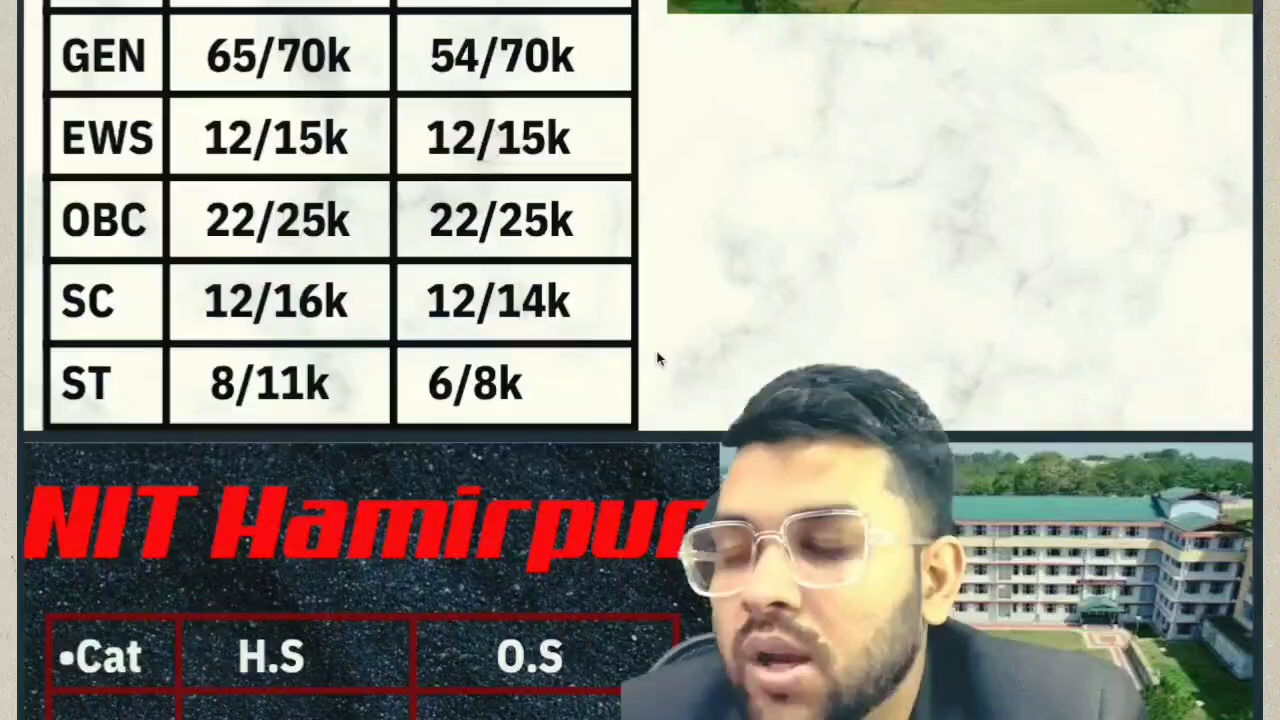 GEN 65/70k 54/70k
EWS 12/15k 12/15k
OBC 22/25k 22/25k
SC 12/16k 12/14k
ST 8/11k 6/8k
NIT Hamirpur
•Cat H.S O.S